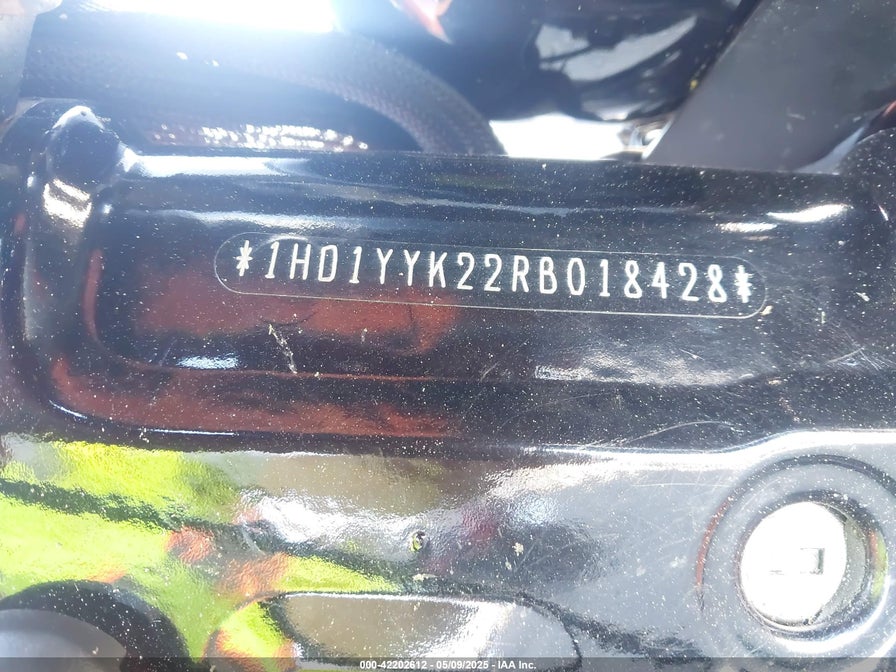 *1HD1YYK22RB018428*
000-42202612 - 05/09/2025 - IAA Inc.